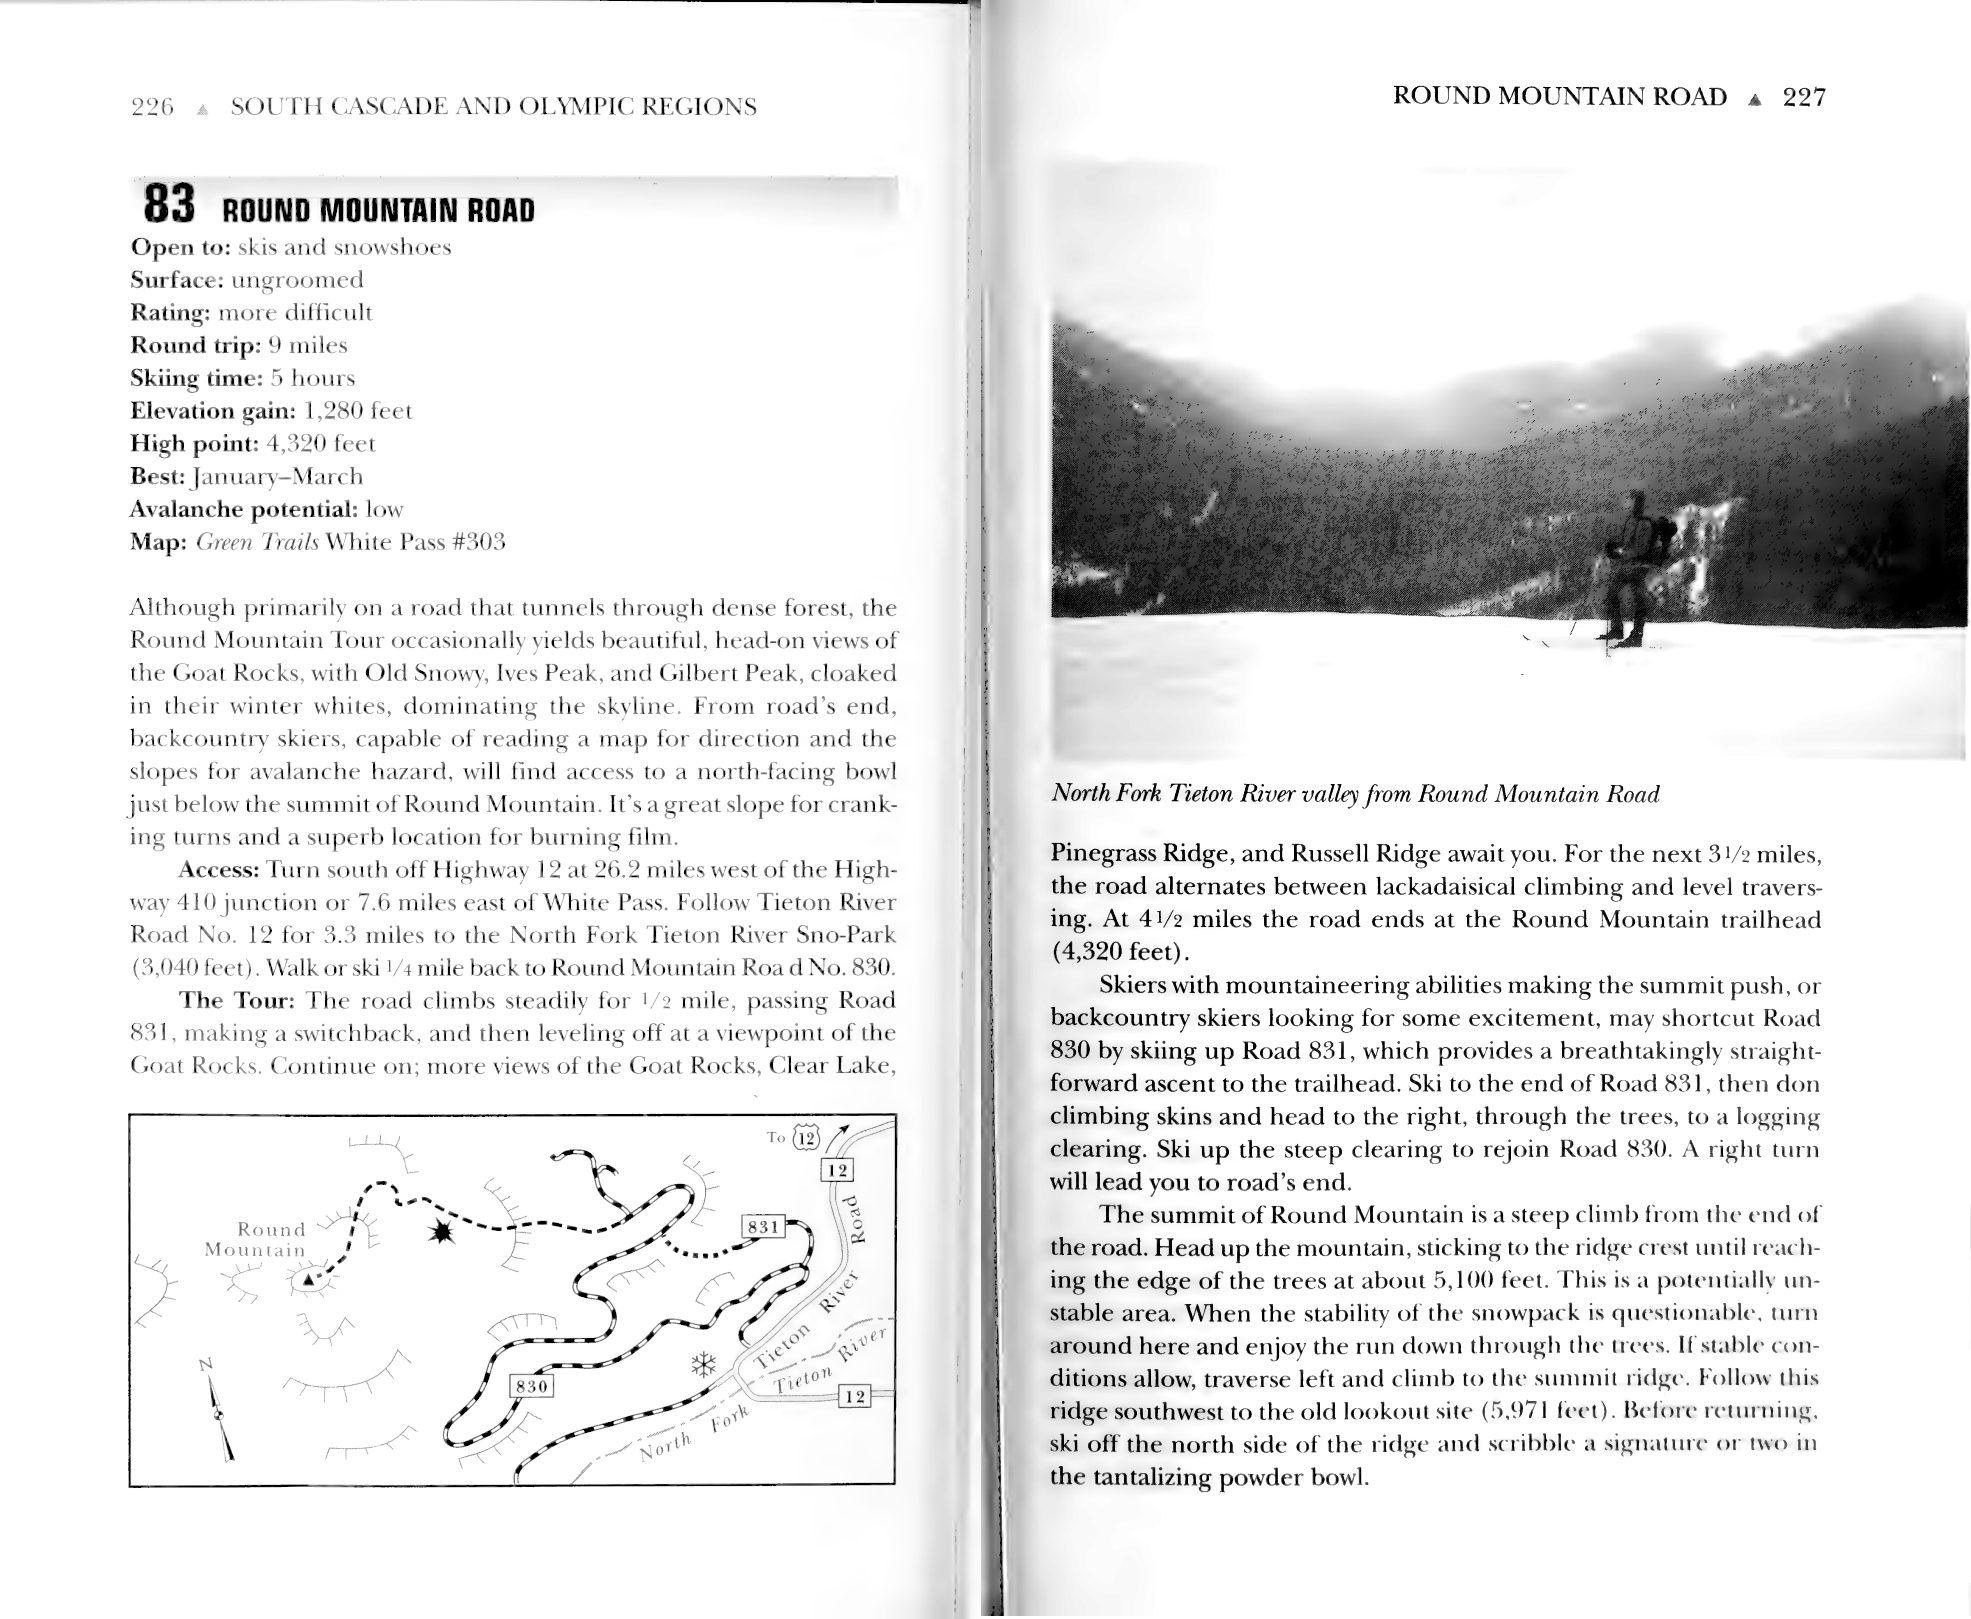 226 ▲ SOUTH CASCADE AND OLYMPIC REGIONS
83 ROUND MOUNTAIN ROAD
Open to: skis and snowshoes
Surface: ungroomed
Rating: more difficult
Round trip: 9 miles
Skiing time: 5 hours
Elevation gain: 1,280 feet
High point: 4,320 feet
Best: January–March
Avalanche potential: low
Map: Green Trails White Pass #303
Although primarily on a road that tunnels through dense forest, the
Round Mountain Tour occasionally yields beautiful, head-on views of
the Goat Rocks, with Old Snowy, Ives Peak, and Gilbert Peak, cloaked
in their winter whites, dominating the skyline. From road's end,
backcountry skiers, capable of reading a map for direction and the
slopes for avalanche hazard, will find access to a north-facing bowl
just below the summit of Round Mountain. It's a great slope for crank-
ing turns and a superb location for burning film.
Access: Turn south off Highway 12 at 26.2 miles west of the High-
way 410 junction or 7.6 miles east of White Pass. Follow Tieton River
Road No. 12 for 3.3 miles to the North Fork Tieton River Sno-Park
(3,040 feet). Walk or ski 1/4 mile back to Round Mountain Roa d No. 830.
The Tour: The road climbs steadily for 1/2 mile, passing Road
831, making a switchback, and then leveling off at a viewpoint of the
Goat Rocks. Continue on; more views of the Goat Rocks, Clear Lake,
To 12
12
831
Round
Mountain
Tieton River Road
N
830
Tieton River
12
North Fork
ROUND MOUNTAIN ROAD ▲ 227
North Fork Tieton River valley from Round Mountain Road
Pinegrass Ridge, and Russell Ridge await you. For the next 3 1/2 miles,
the road alternates between lackadaisical climbing and level travers-
ing. At 4 1/2 miles the road ends at the Round Mountain trailhead
(4,320 feet).
Skiers with mountaineering abilities making the summit push, or
backcountry skiers looking for some excitement, may shortcut Road
830 by skiing up Road 831, which provides a breathtakingly straight-
forward ascent to the trailhead. Ski to the end of Road 831, then don
climbing skins and head to the right, through the trees, to a logging
clearing. Ski up the steep clearing to rejoin Road 830. A right turn
will lead you to road's end.
The summit of Round Mountain is a steep climb from the end of
the road. Head up the mountain, sticking to the ridge crest until reach-
ing the edge of the trees at about 5,100 feet. This is a potentially un-
stable area. When the stability of the snowpack is questionable, turn
around here and enjoy the run down through the trees. If stable con-
ditions allow, traverse left and climb to the summit ridge. Follow this
ridge southwest to the old lookout site (5,971 feet). Before returning,
ski off the north side of the ridge and scribble a signature or two in
the tantalizing powder bowl.